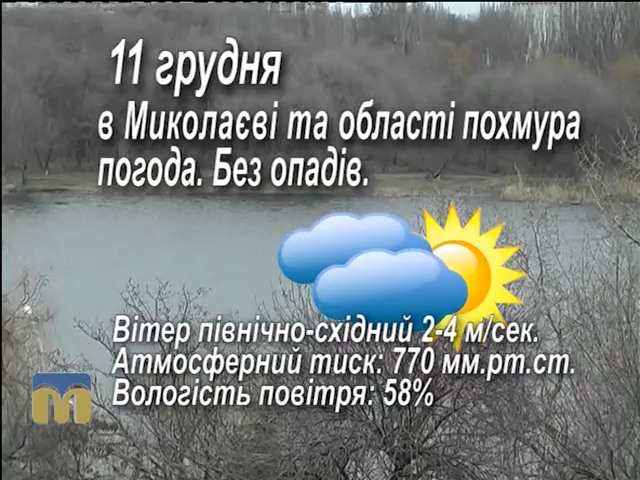 11 грудня
в Миколаєві та області похмура
погода. Без опадів.
Вітер північно-східний 2-4 м/сек.
Атмосферний тиск: 770 мм.рт.ст.
Вологість повітря: 58%